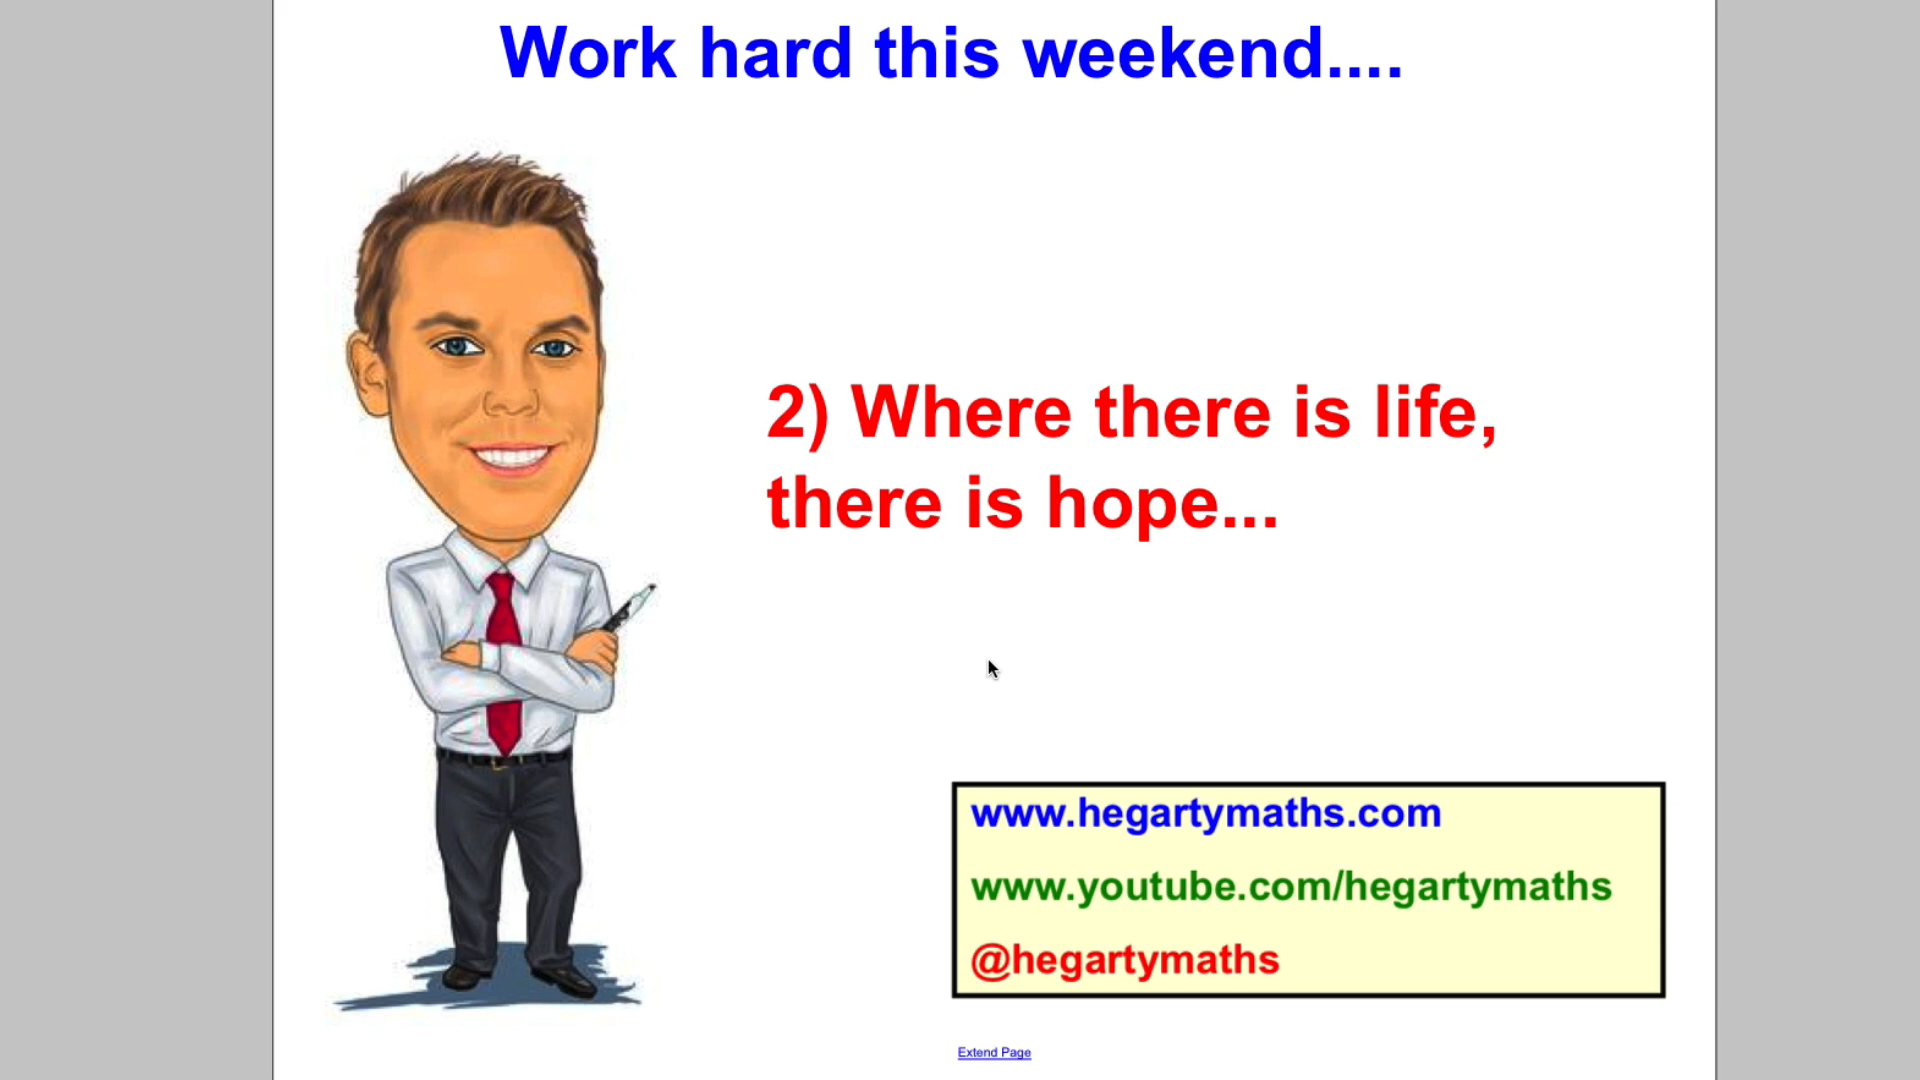 Work hard this weekend....
2) Where there is life,
there is hope...
www.hegartymaths.com
www.youtube.com/hegartymaths
@hegartymaths
Extend Page